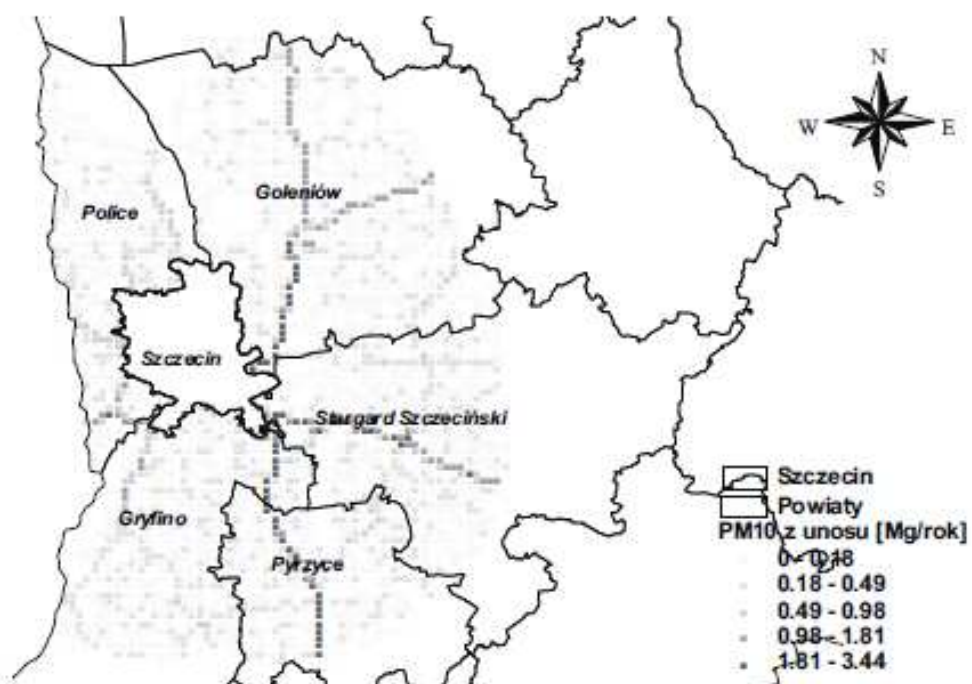 N
W E
S
Goleniów
Police
Szczecin
Stargard Szczeciński
Gryfino
Pyrzyce
Szczecin
Powiaty
PM10 z unosu [Mg/rok]
0 - 0.18
0.18 - 0.49
0.49 - 0.98
0.98 - 1.81
1.81 - 3.44